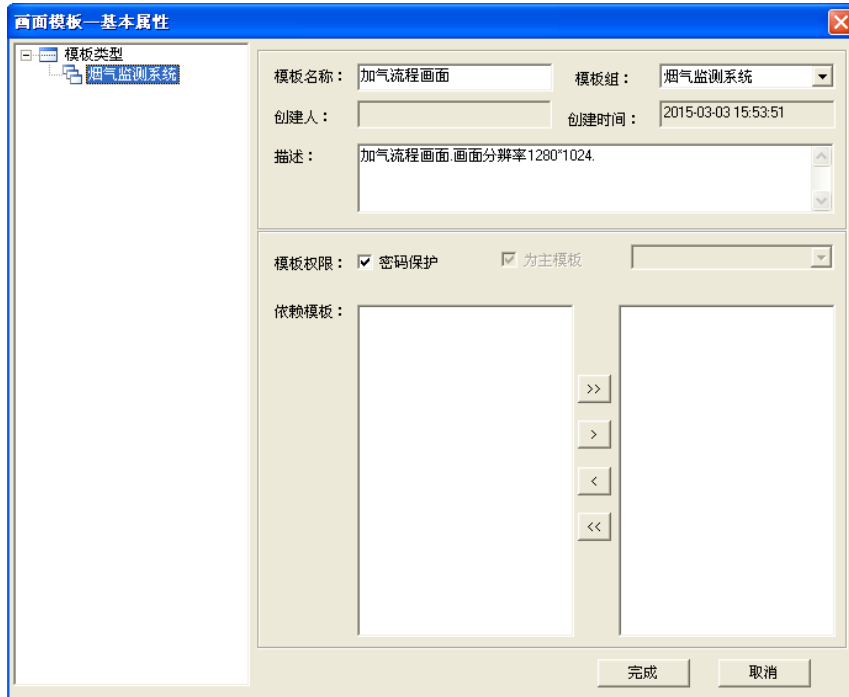 画面模板—基本属性
模板类型
烟气监测系统
模板名称： 加气流程画面 模板组： 烟气监测系统
创建人： 创建时间： 2015-03-03 15:53:51
描述： 加气流程画面.画面分辨率1280*1024.
模板权限： 密码保护 为主模板
依赖模板：
>>
>
<
<<
完成 取消